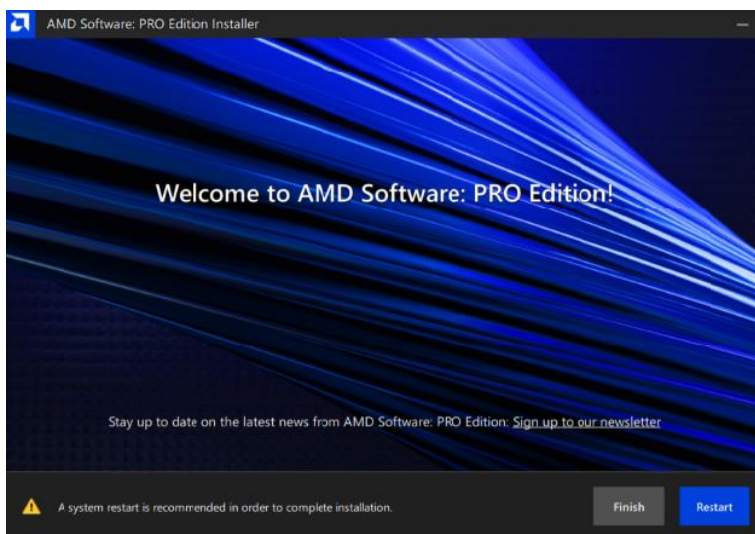 AMD Software: PRO Edition Installer
Welcome to AMD Software: PRO Edition!
Stay up to date on the latest news from AMD Software: PRO Edition: Sign up to our newsletter
A system restart is recommended in order to complete installation.
Finish
Restart